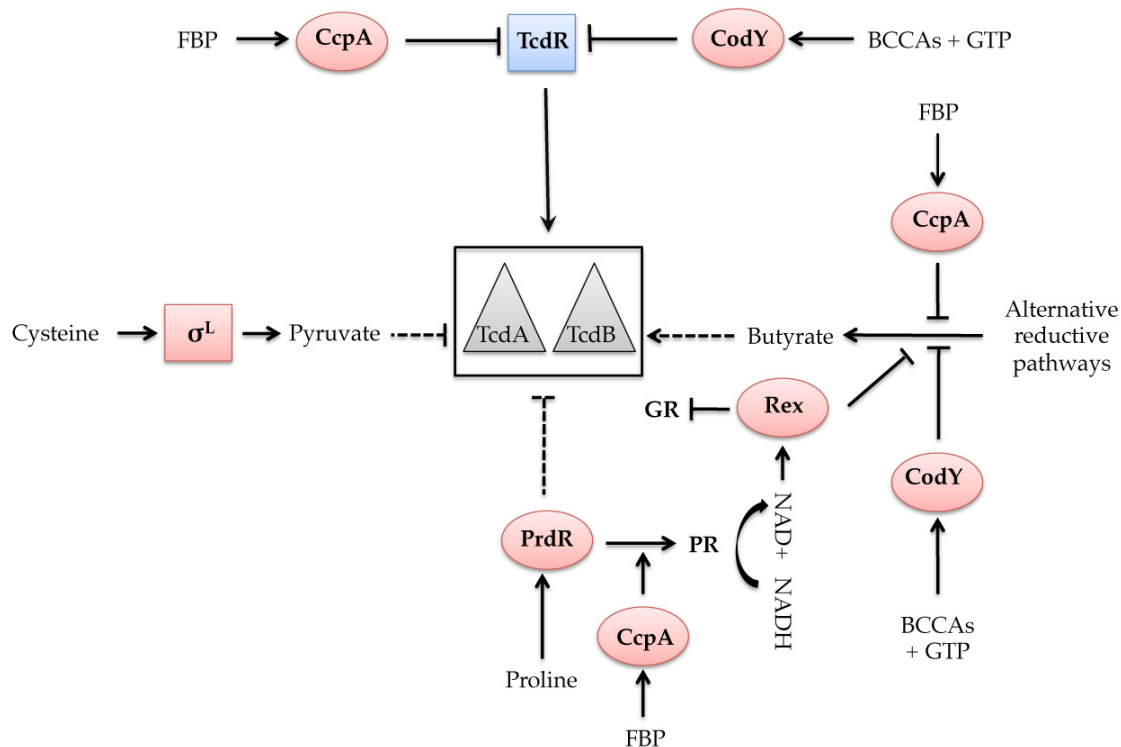 FBP
CcpA
TcdR
CodY
BCCAs + GTP
FBP
CcpA
Cysteine
σL
Pyruvate
TcdA
TcdB
Butyrate
Alternative
reductive
pathways
GR
Rex
CodY
NAD+
NADH
PrdR
PR
CcpA
BCCAs
+ GTP
Proline
FBP